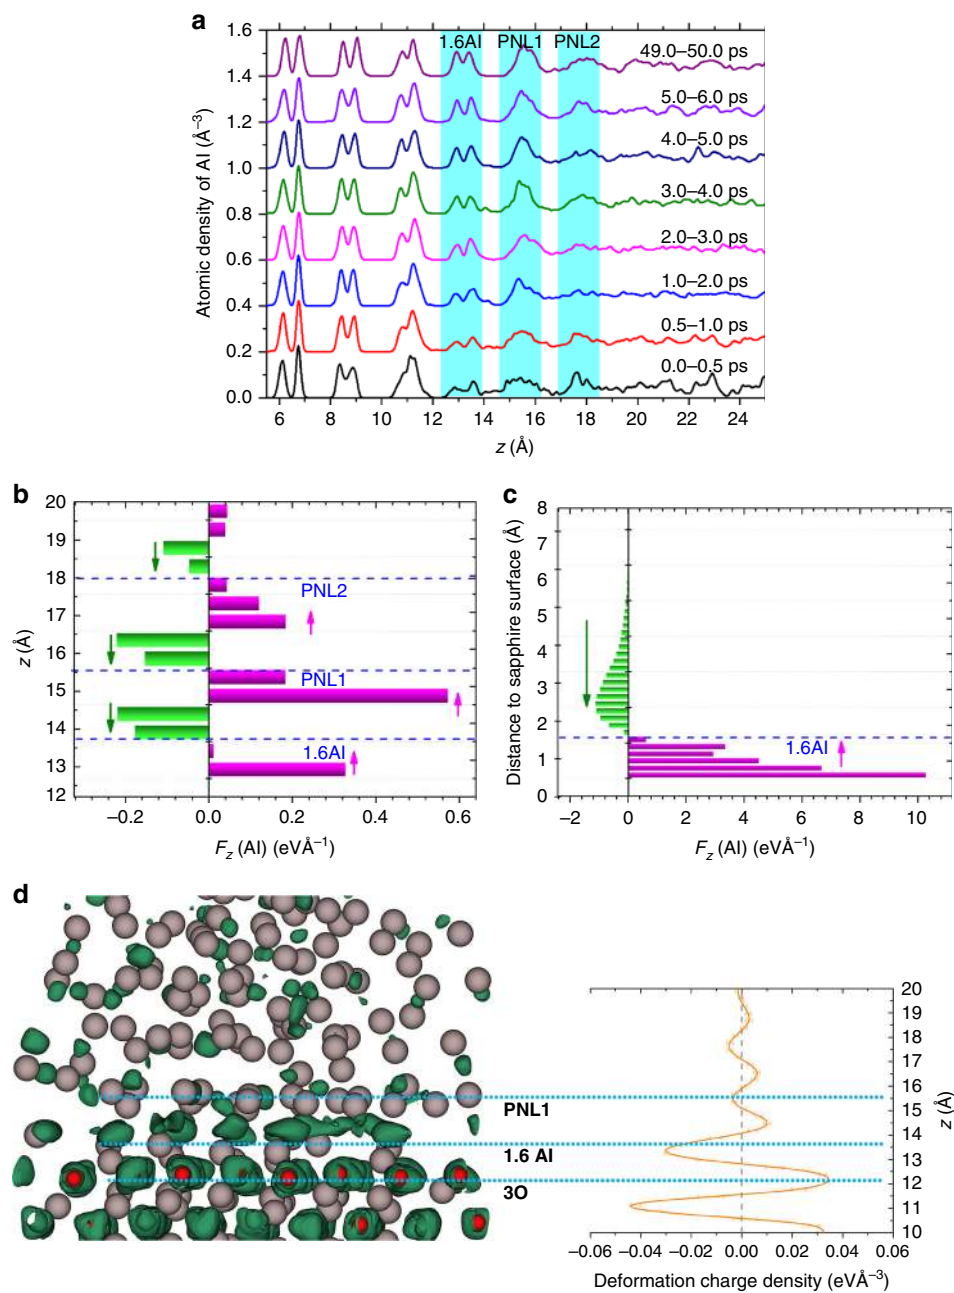 a
1.6Al PNL1 PNL2
49.0–50.0 ps
5.0–6.0 ps
4.0–5.0 ps
3.0–4.0 ps
2.0–3.0 ps
1.0–2.0 ps
0.5–1.0 ps
0.0–0.5 ps
1.6
1.4
1.2
1.0
0.8
0.6
0.4
0.2
0.0
Atomic density of Al (Å⁻³)
6 8 10 12 14 16 18 20 22 24
z (Å)
b
20
19
18
17
16
15
14
13
12
z (Å)
PNL2
PNL1
1.6Al
−0.2 0.0 0.2 0.4 0.6
F_z (Al) (eVÅ⁻¹)
c
8
7
6
5
4
3
2
1
0
Distance to sapphire surface (Å)
1.6Al
−2 0 2 4 6 8 10
F_z (Al) (eVÅ⁻¹)
d
PNL1
1.6 Al
3O
20
19
18
17
16
15
14
13
12
11
10
z (Å)
−0.06 −0.04 −0.02 0.00 0.02 0.04 0.06
Deformation charge density (eVÅ⁻³)